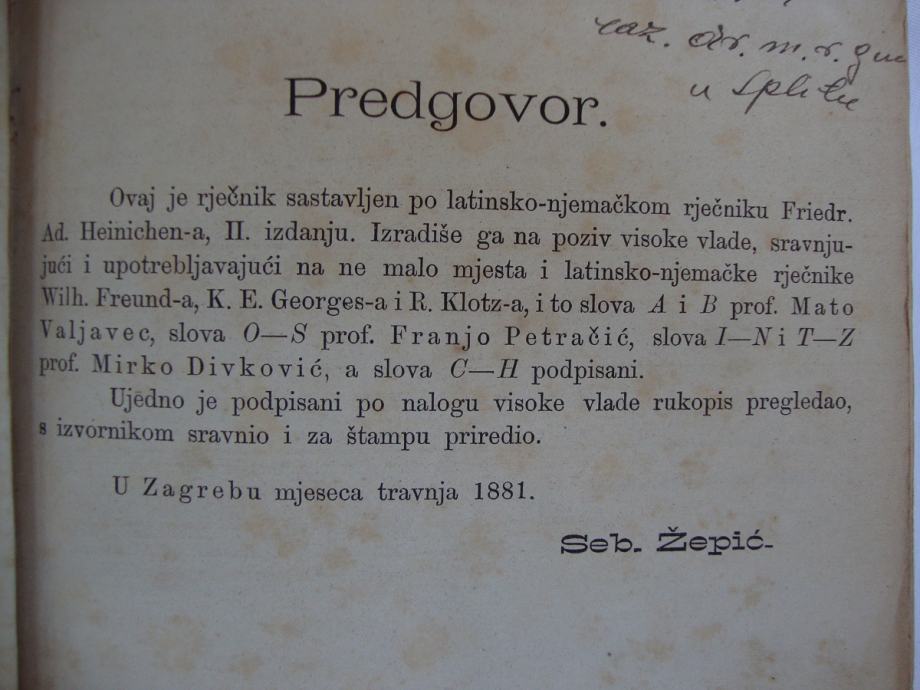 raz. dr. m. r. gim
u Splitu
Predgovor.
Ovaj je rječnik sastavljen po latinsko-njemačkom rječniku Friedr.
Ad. Heinichen-a, II. izdanju. Izradiše ga na poziv visoke vlade, sravnju-
jući i upotrebljavajući na ne malo mjesta i latinsko-njemačke rječnike
Wilh. Freund-a, K. E. Georges-a i R. Klotz-a, i to slova A i B prof. Mato
Valjavec, slova O—S prof. Franjo Petračić, slova I—N i T—Z
prof. Mirko Divković, a slova C—H podpisani.
Ujedno je podpisani po nalogu visoke vlade rukopis pregledao,
s izvornikom sravnio i za štampu priredio.
U Zagrebu mjeseca travnja 1881.
Seb. Žepić.